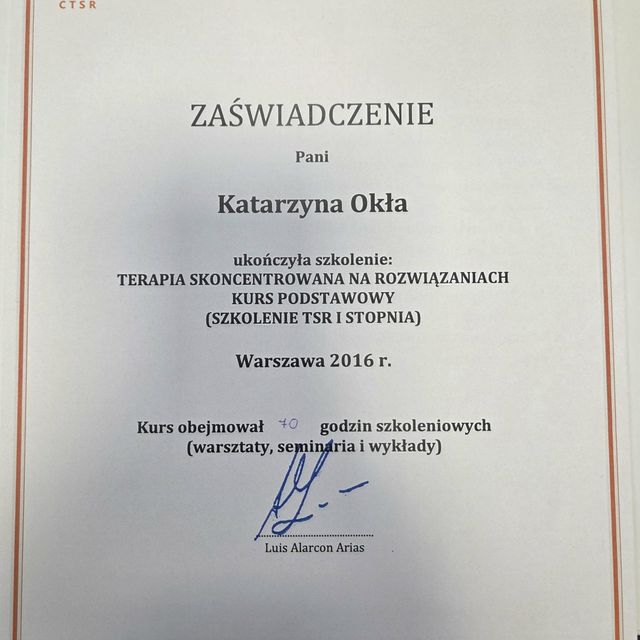 CTSR
ZAŚWIADCZENIE
Pani
Katarzyna Okła
ukończyła szkolenie:
TERAPIA SKONCENTROWANA NA ROZWIĄZANIACH
KURS PODSTAWOWY
(SZKOLENIE TSR I STOPNIA)
Warszawa 2016 r.
Kurs obejmował 70 godzin szkoleniowych
(warsztaty, seminaria i wykłady)
Luis Alarcon Arias